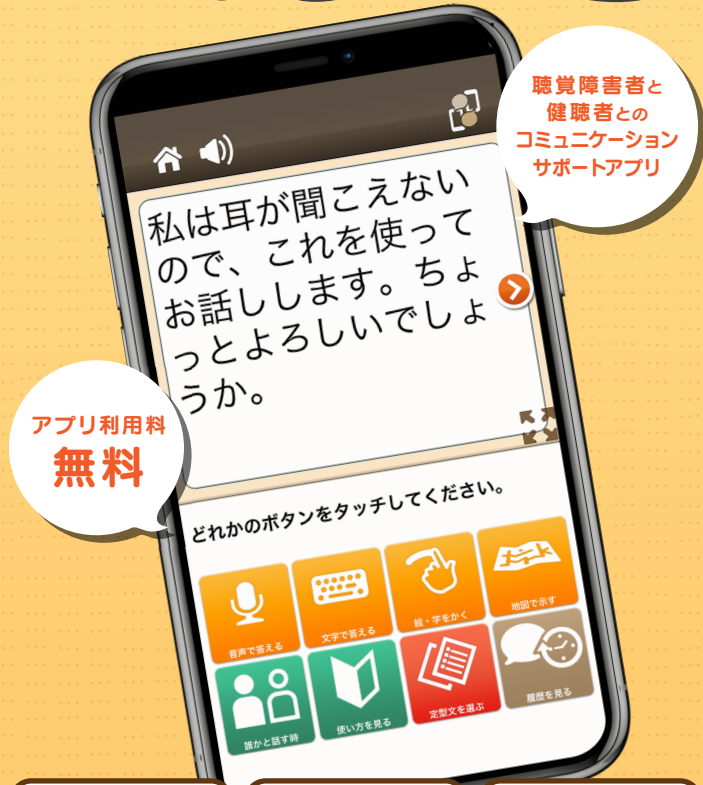 聴覚障害者と
健聴者との
コミュニケーション
サポートアプリ
私は耳が聞こえない
ので、これを使って
お話しします。ちょ
っとよろしいでしょ
うか。
アプリ利用料
無料
どれかのボタンをタッチしてください。
音声で答える
文字で答える
絵・字をかく
地図で示す
誰かと話す時
使い方を見る
定型文を選ぶ
履歴を見る